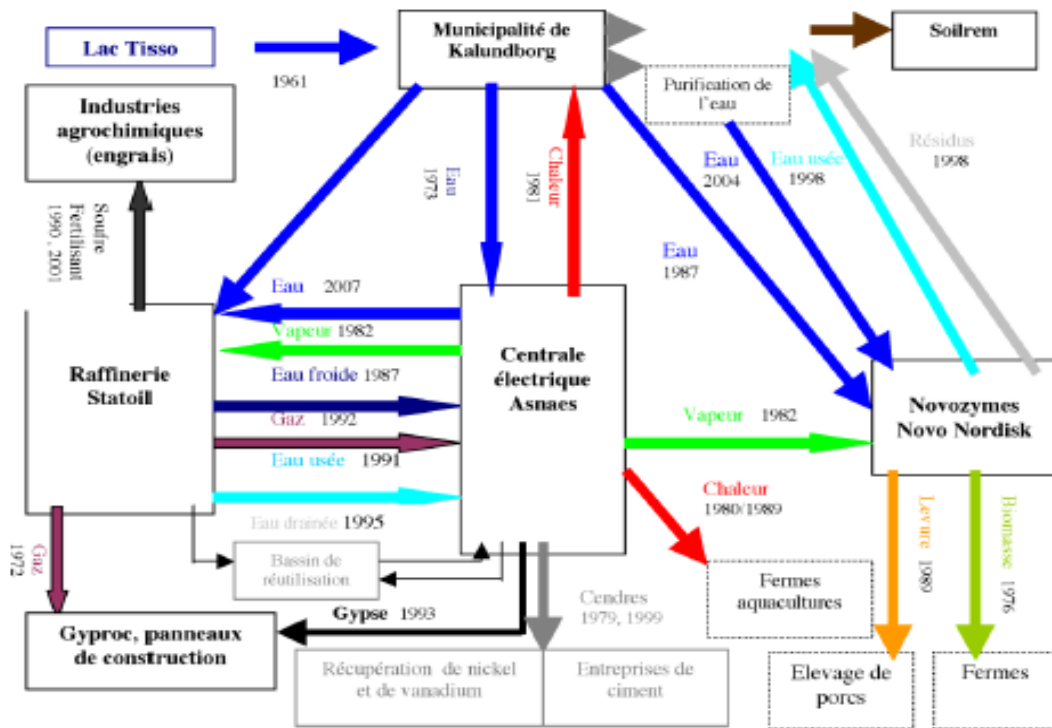 Lac Tisso
1961
Municipalité de
Kalundborg
Soilrem
Purification de
l'eau
Industries
agrochimiques
(engrais)
Résidus
1998
Eau usée
1998
Eau
2004
Eau
1973
Chaleur
1981
Soufre
Fertilisant
1990, 2001
Eau
1987
Eau 2007
Vapeur 1982
Eau froide 1987
Gaz 1992
Eau usée 1991
Eau drainée 1995
Raffinerie
Statoil
Centrale
électrique
Asnaes
Vapeur 1982
Novozymes
Novo Nordisk
Chaleur
1980/1989
Levure 1989
Biomasse 1976
Gaz
1972
Bassin de
réutilisation
Fermes
aquacultures
Cendres
1979, 1999
Gypse 1993
Gyproc, panneaux
de construction
Récupération de nickel
et de vanadium
Entreprises de
ciment
Elevage de
porcs
Fermes